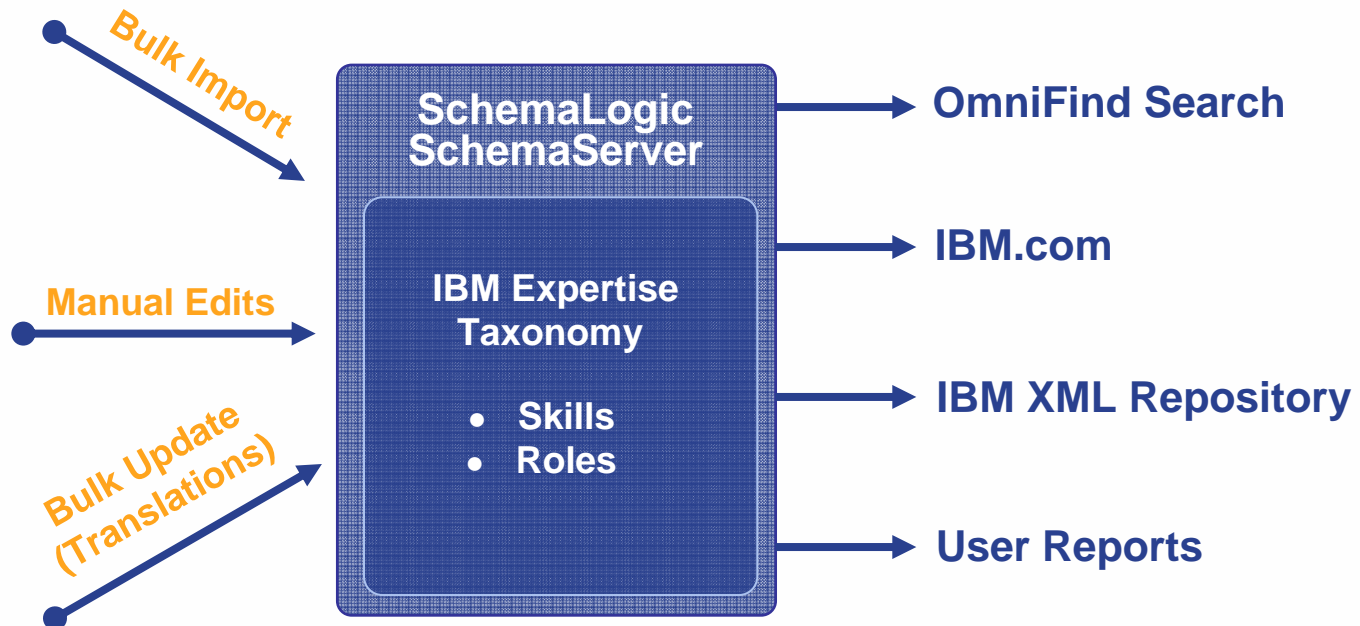 Bulk Import
Manual Edits
Bulk Update
(Translations)
SchemaLogic
SchemaServer
IBM Expertise
Taxonomy
● Skills
● Roles
OmniFind Search
IBM.com
IBM XML Repository
User Reports